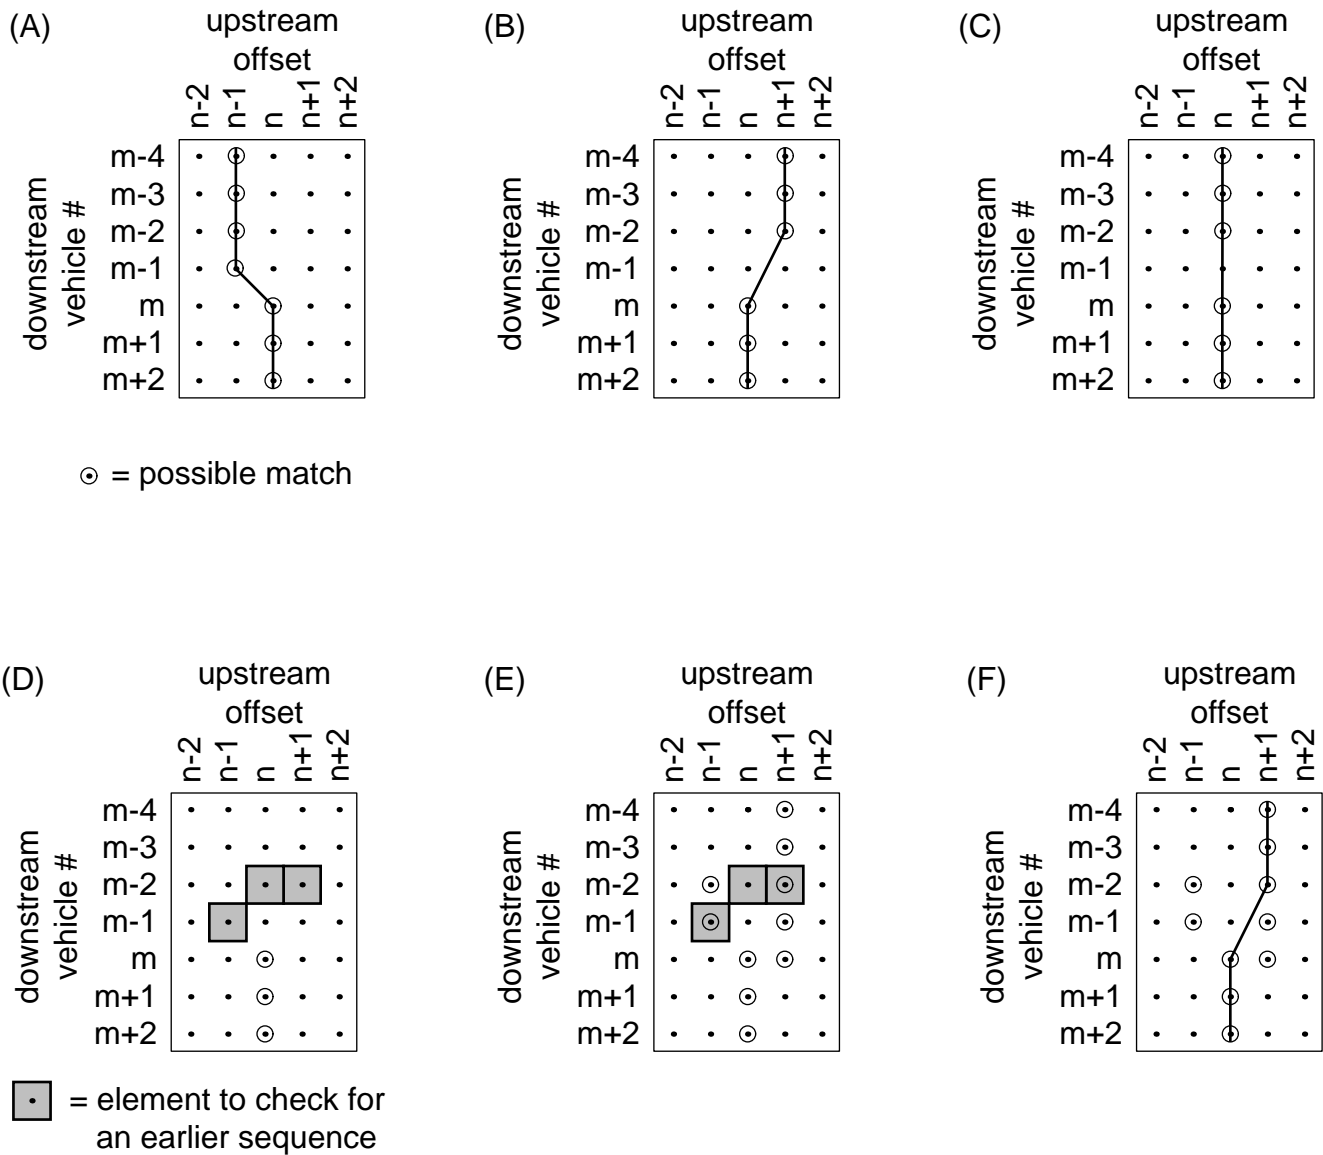 (A)
upstream
offset
n-2 n-1 n n+1 n+2
downstream
vehicle #
m-4
m-3
m-2
m-1
m
m+1
m+2
(B)
upstream
offset
n-2 n-1 n n+1 n+2
downstream
vehicle #
m-4
m-3
m-2
m-1
m
m+1
m+2
(C)
upstream
offset
n-2 n-1 n n+1 n+2
downstream
vehicle #
m-4
m-3
m-2
m-1
m
m+1
m+2
= possible match
(D)
upstream
offset
n-2 n-1 n n+1 n+2
downstream
vehicle #
m-4
m-3
m-2
m-1
m
m+1
m+2
(E)
upstream
offset
n-2 n-1 n n+1 n+2
downstream
vehicle #
m-4
m-3
m-2
m-1
m
m+1
m+2
(F)
upstream
offset
n-2 n-1 n n+1 n+2
downstream
vehicle #
m-4
m-3
m-2
m-1
m
m+1
m+2
= element to check for
an earlier sequence